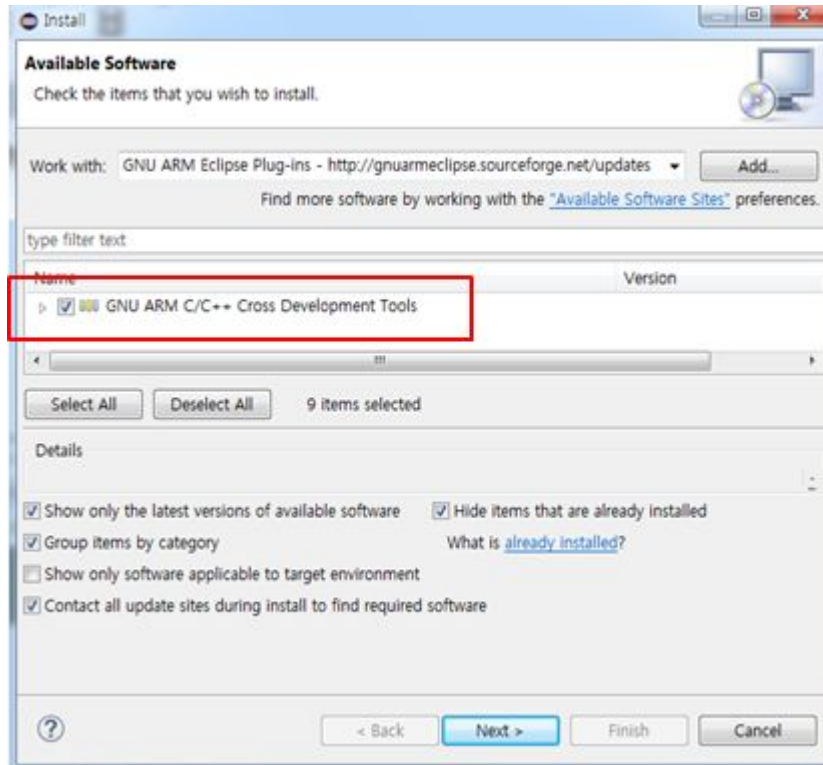 Install
Available Software
Check the items that you wish to install.
Work with: GNU ARM Eclipse Plug-ins - http://gnuarmeclipse.sourceforge.net/updates Add...
Find more software by working with the "Available Software Sites" preferences.
type filter text
Name Version
GNU ARM C/C++ Cross Development Tools
Select All Deselect All 9 items selected
Details
Show only the latest versions of available software Hide items that are already installed
Group items by category What is already installed?
Show only software applicable to target environment
Contact all update sites during install to find required software
< Back Next > Finish Cancel